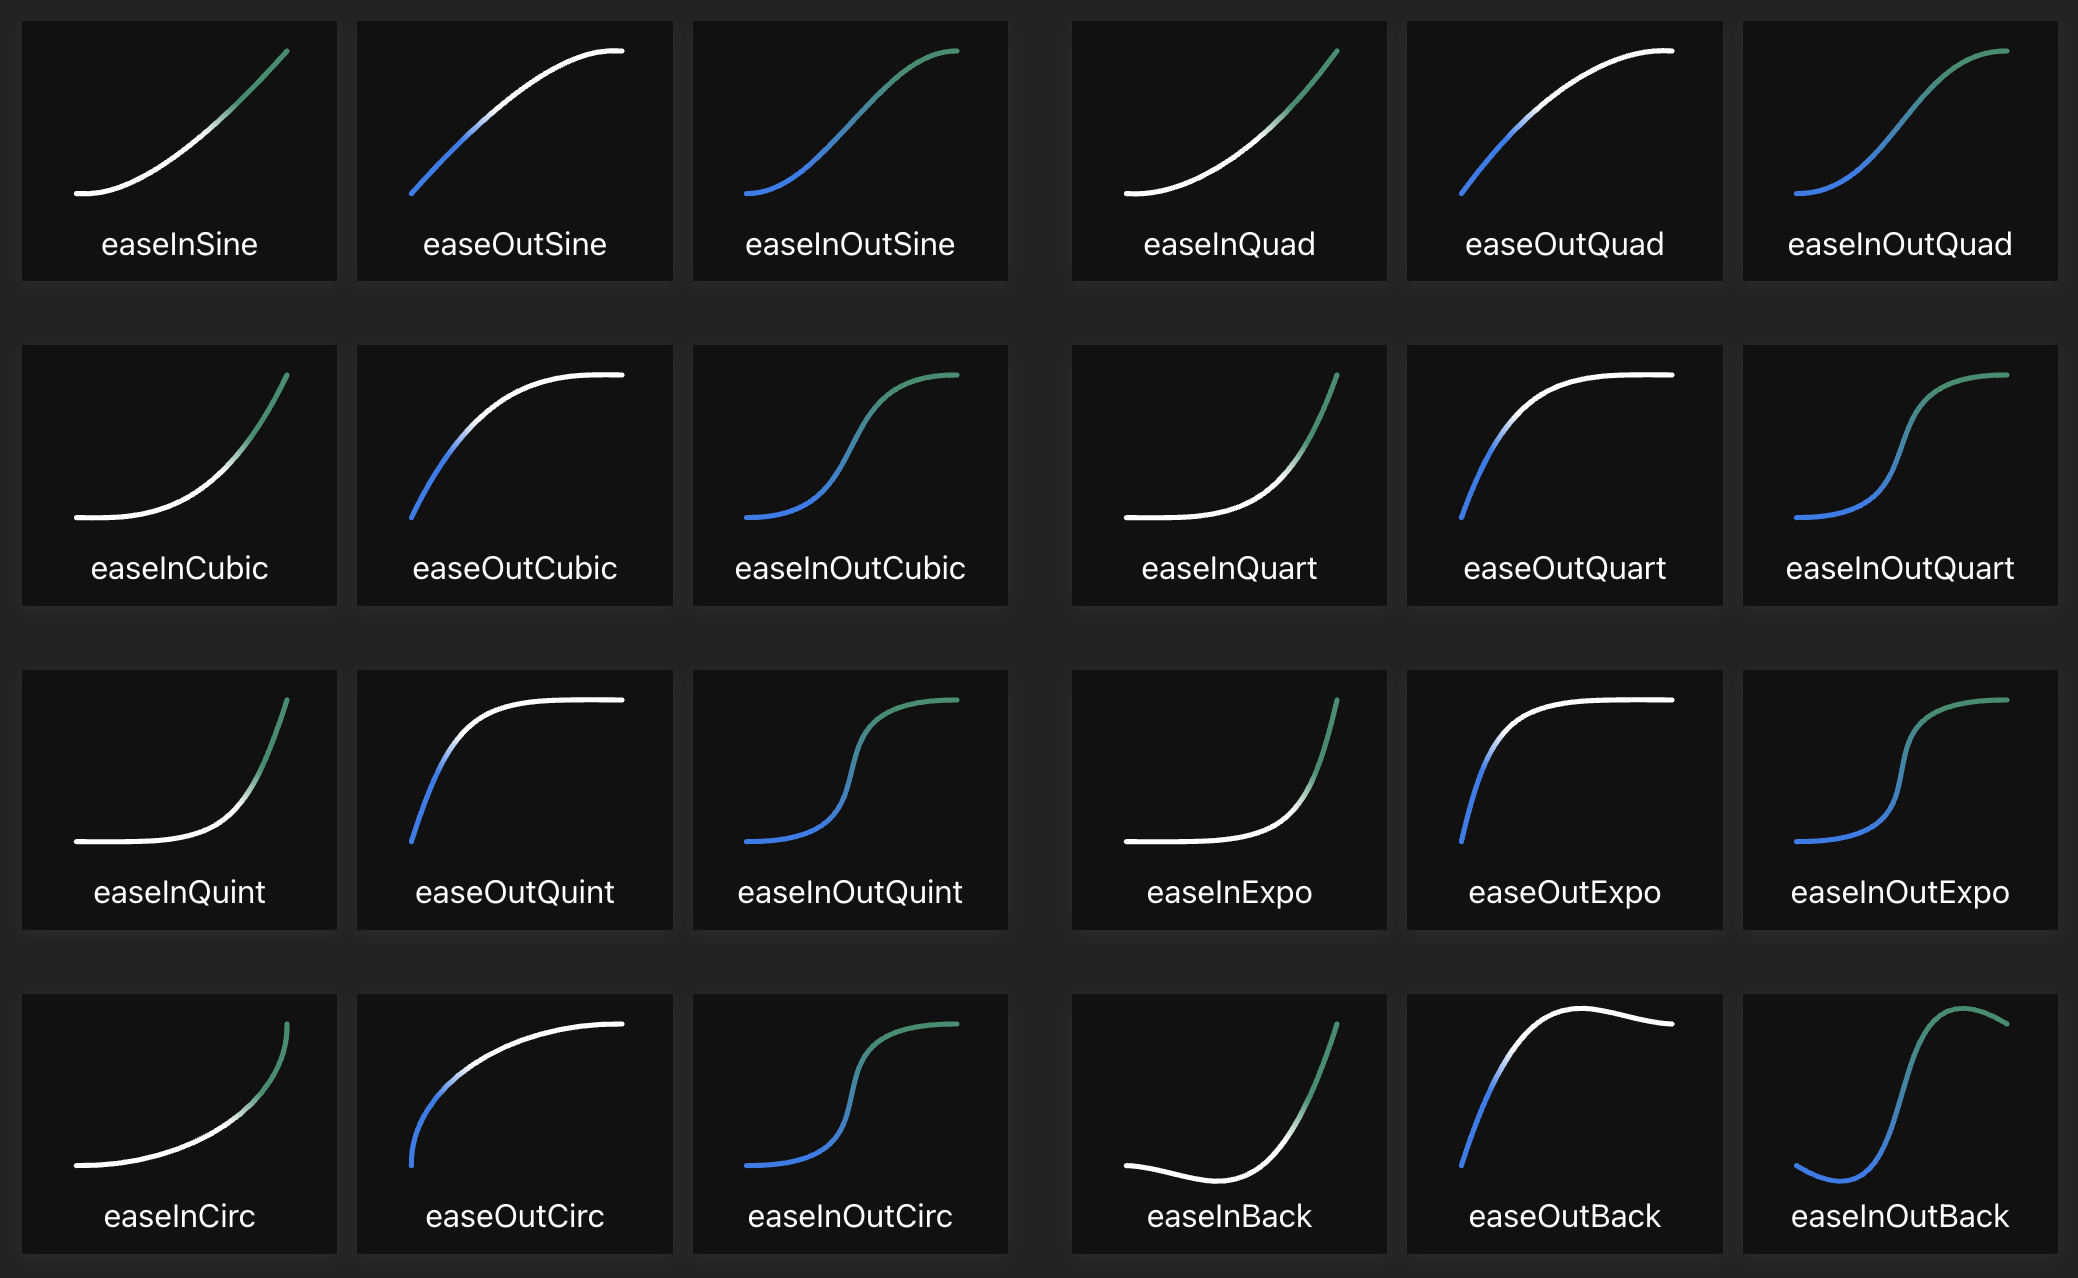 easeInSine
easeOutSine
easeInOutSine
easeInQuad
easeOutQuad
easeInOutQuad
easeInCubic
easeOutCubic
easeInOutCubic
easeInQuart
easeOutQuart
easeInOutQuart
easeInQuint
easeOutQuint
easeInOutQuint
easeInExpo
easeOutExpo
easeInOutExpo
easeInCirc
easeOutCirc
easeInOutCirc
easeInBack
easeOutBack
easeInOutBack